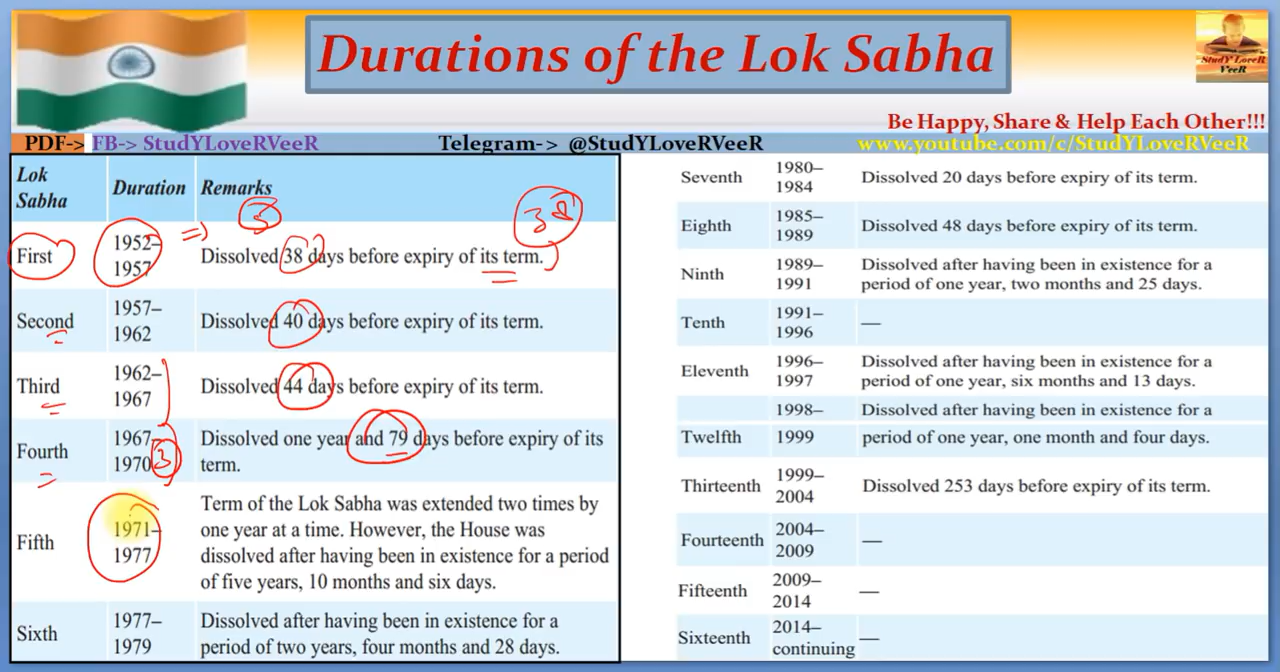 Durations of the Lok Sabha
StudY LoveR
VeeR
Be Happy, Share & Help Each Other!!!
PDF-> FB-> StudYLoveRVeeR Telegram-> @StudYLoveRVeeR www.youtube.com/c/StudYLoveRVeeR
Lok
Sabha
Duration
Remarks
First
1952–
1957
Dissolved 38 days before expiry of its term.
3
38
Second
1957–
1962
Dissolved 40 days before expiry of its term.
Third
1962–
1967
Dissolved 44 days before expiry of its term.
Fourth
1967–
1970
3
Dissolved one year and 79 days before expiry of its
term.
Fifth
1971–
1977
Term of the Lok Sabha was extended two times by
one year at a time. However, the House was
dissolved after having been in existence for a period
of five years, 10 months and six days.
Sixth
1977–
1979
Dissolved after having been in existence for a
period of two years, four months and 28 days.
Seventh
1980–
1984
Dissolved 20 days before expiry of its term.
Eighth
1985–
1989
Dissolved 48 days before expiry of its term.
Ninth
1989–
1991
Dissolved after having been in existence for a
period of one year, two months and 25 days.
Tenth
1991–
1996
—
Eleventh
1996–
1997
Dissolved after having been in existence for a
period of one year, six months and 13 days.
1998–
Dissolved after having been in existence for a
Twelfth
1999
period of one year, one month and four days.
Thirteenth
1999–
2004
Dissolved 253 days before expiry of its term.
Fourteenth
2004–
2009
—
Fifteenth
2009–
2014
—
Sixteenth
2014–
continuing
—